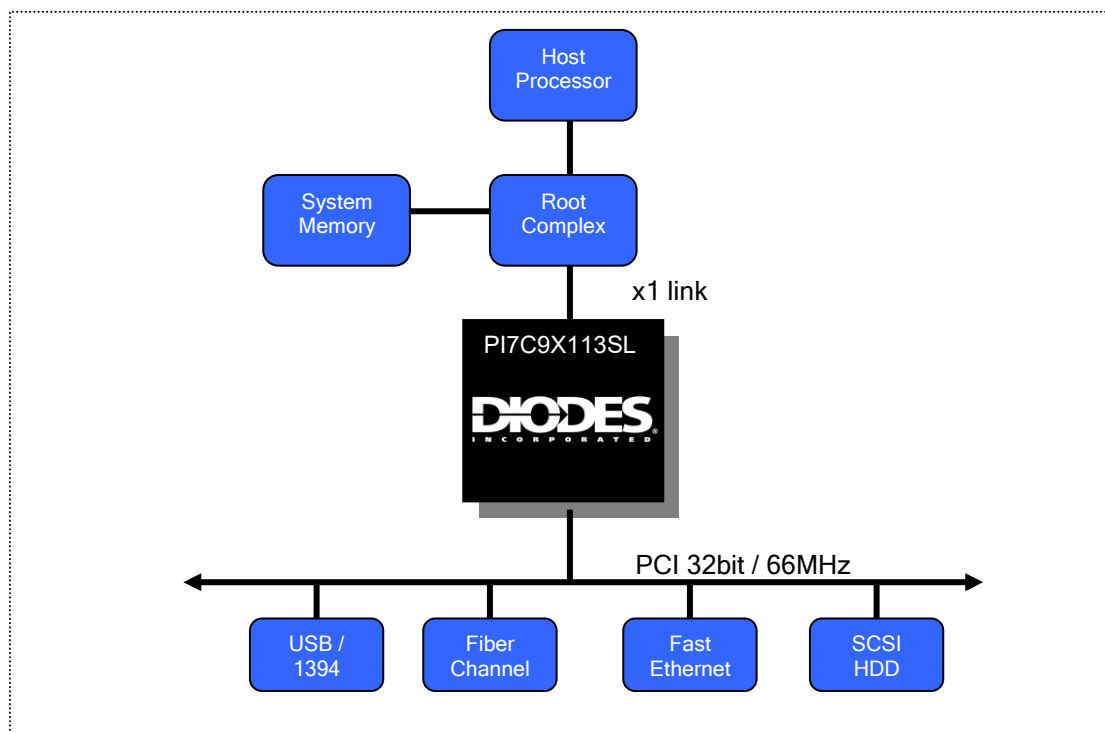 Host
Processor
System
Memory
Root
Complex
x1 link
PI7C9X113SL
DIODES
®
INCORPORATED
PCI 32bit / 66MHz
USB /
1394
Fiber
Channel
Fast
Ethernet
SCSI
HDD